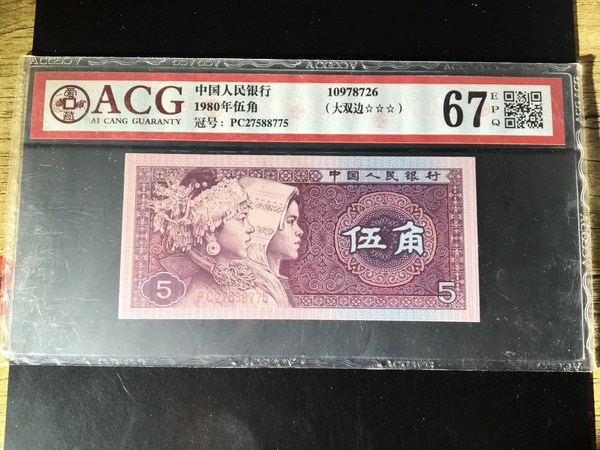 ACG
AI CANG GUARANTY
中国人民银行
1980年伍角
冠号: PC27588775
10978726
(大双边☆☆☆)
67
EPQ
中国人民银行
伍角
5
PC27588775
5